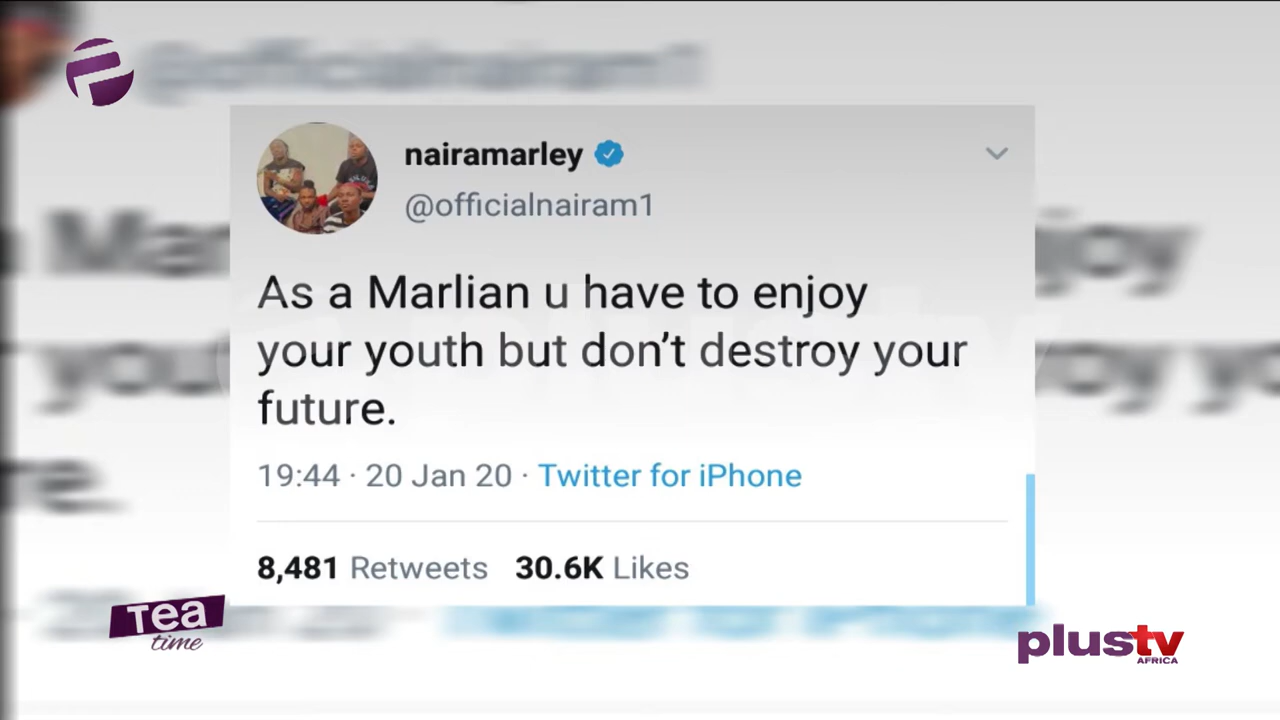 nairamarley
@officialnairam1
As a Marlian u have to enjoy
your youth but don't destroy your
future.
19:44 · 20 Jan 20 · Twitter for iPhone
8,481 Retweets 30.6K Likes
Tea
time
plustv
AFRICA